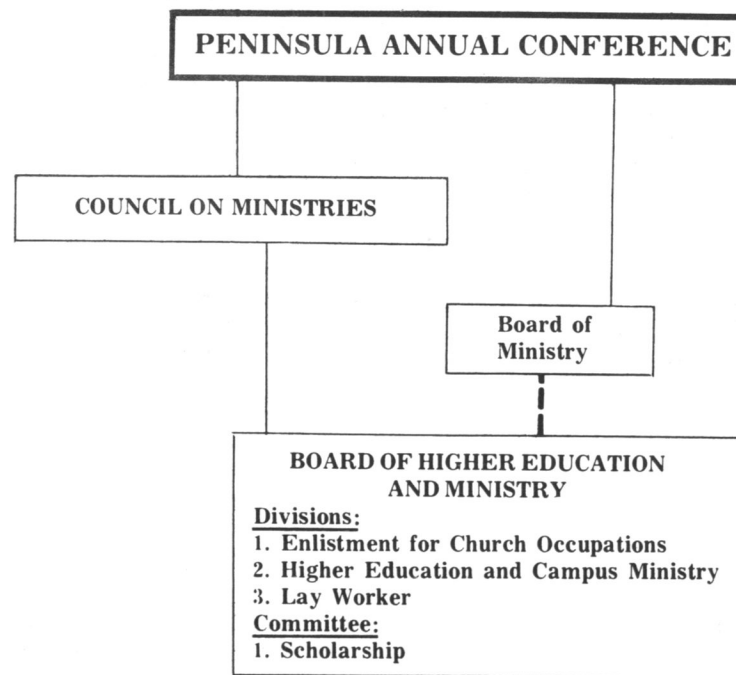 PENINSULA ANNUAL CONFERENCE
COUNCIL ON MINISTRIES
Board of
Ministry
BOARD OF HIGHER EDUCATION
AND MINISTRY
Divisions:
1. Enlistment for Church Occupations
2. Higher Education and Campus Ministry
3. Lay Worker
Committee:
1. Scholarship